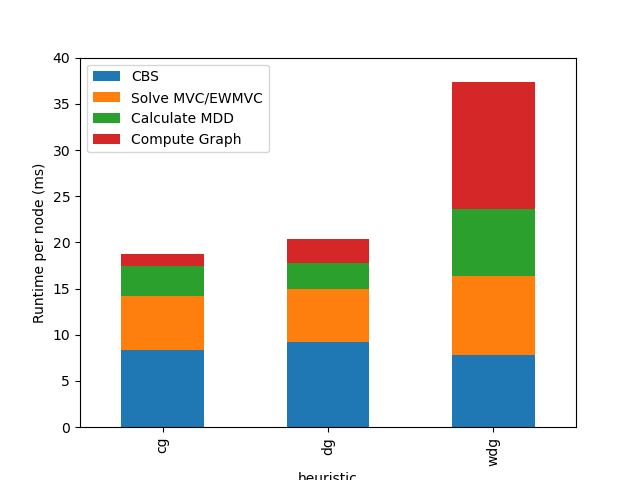 40
35
30
25
20
15
10
5
0
Runtime per node (ms)
CBS
Solve MVC/EWMVC
Calculate MDD
Compute Graph
cg
dg
wdg
heuristic